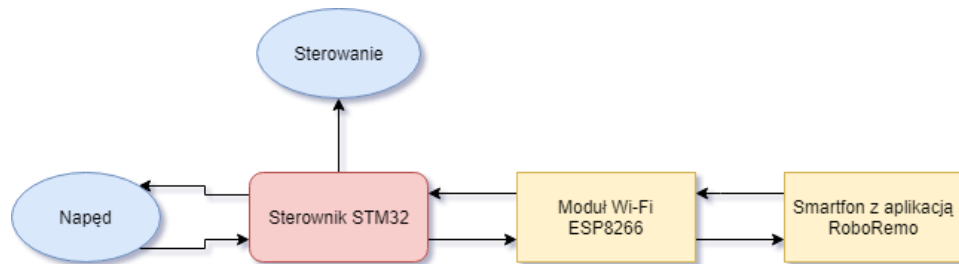 Sterowanie
Napęd
Sterownik STM32
Moduł Wi-Fi
ESP8266
Smartfon z aplikacją
RoboRemo